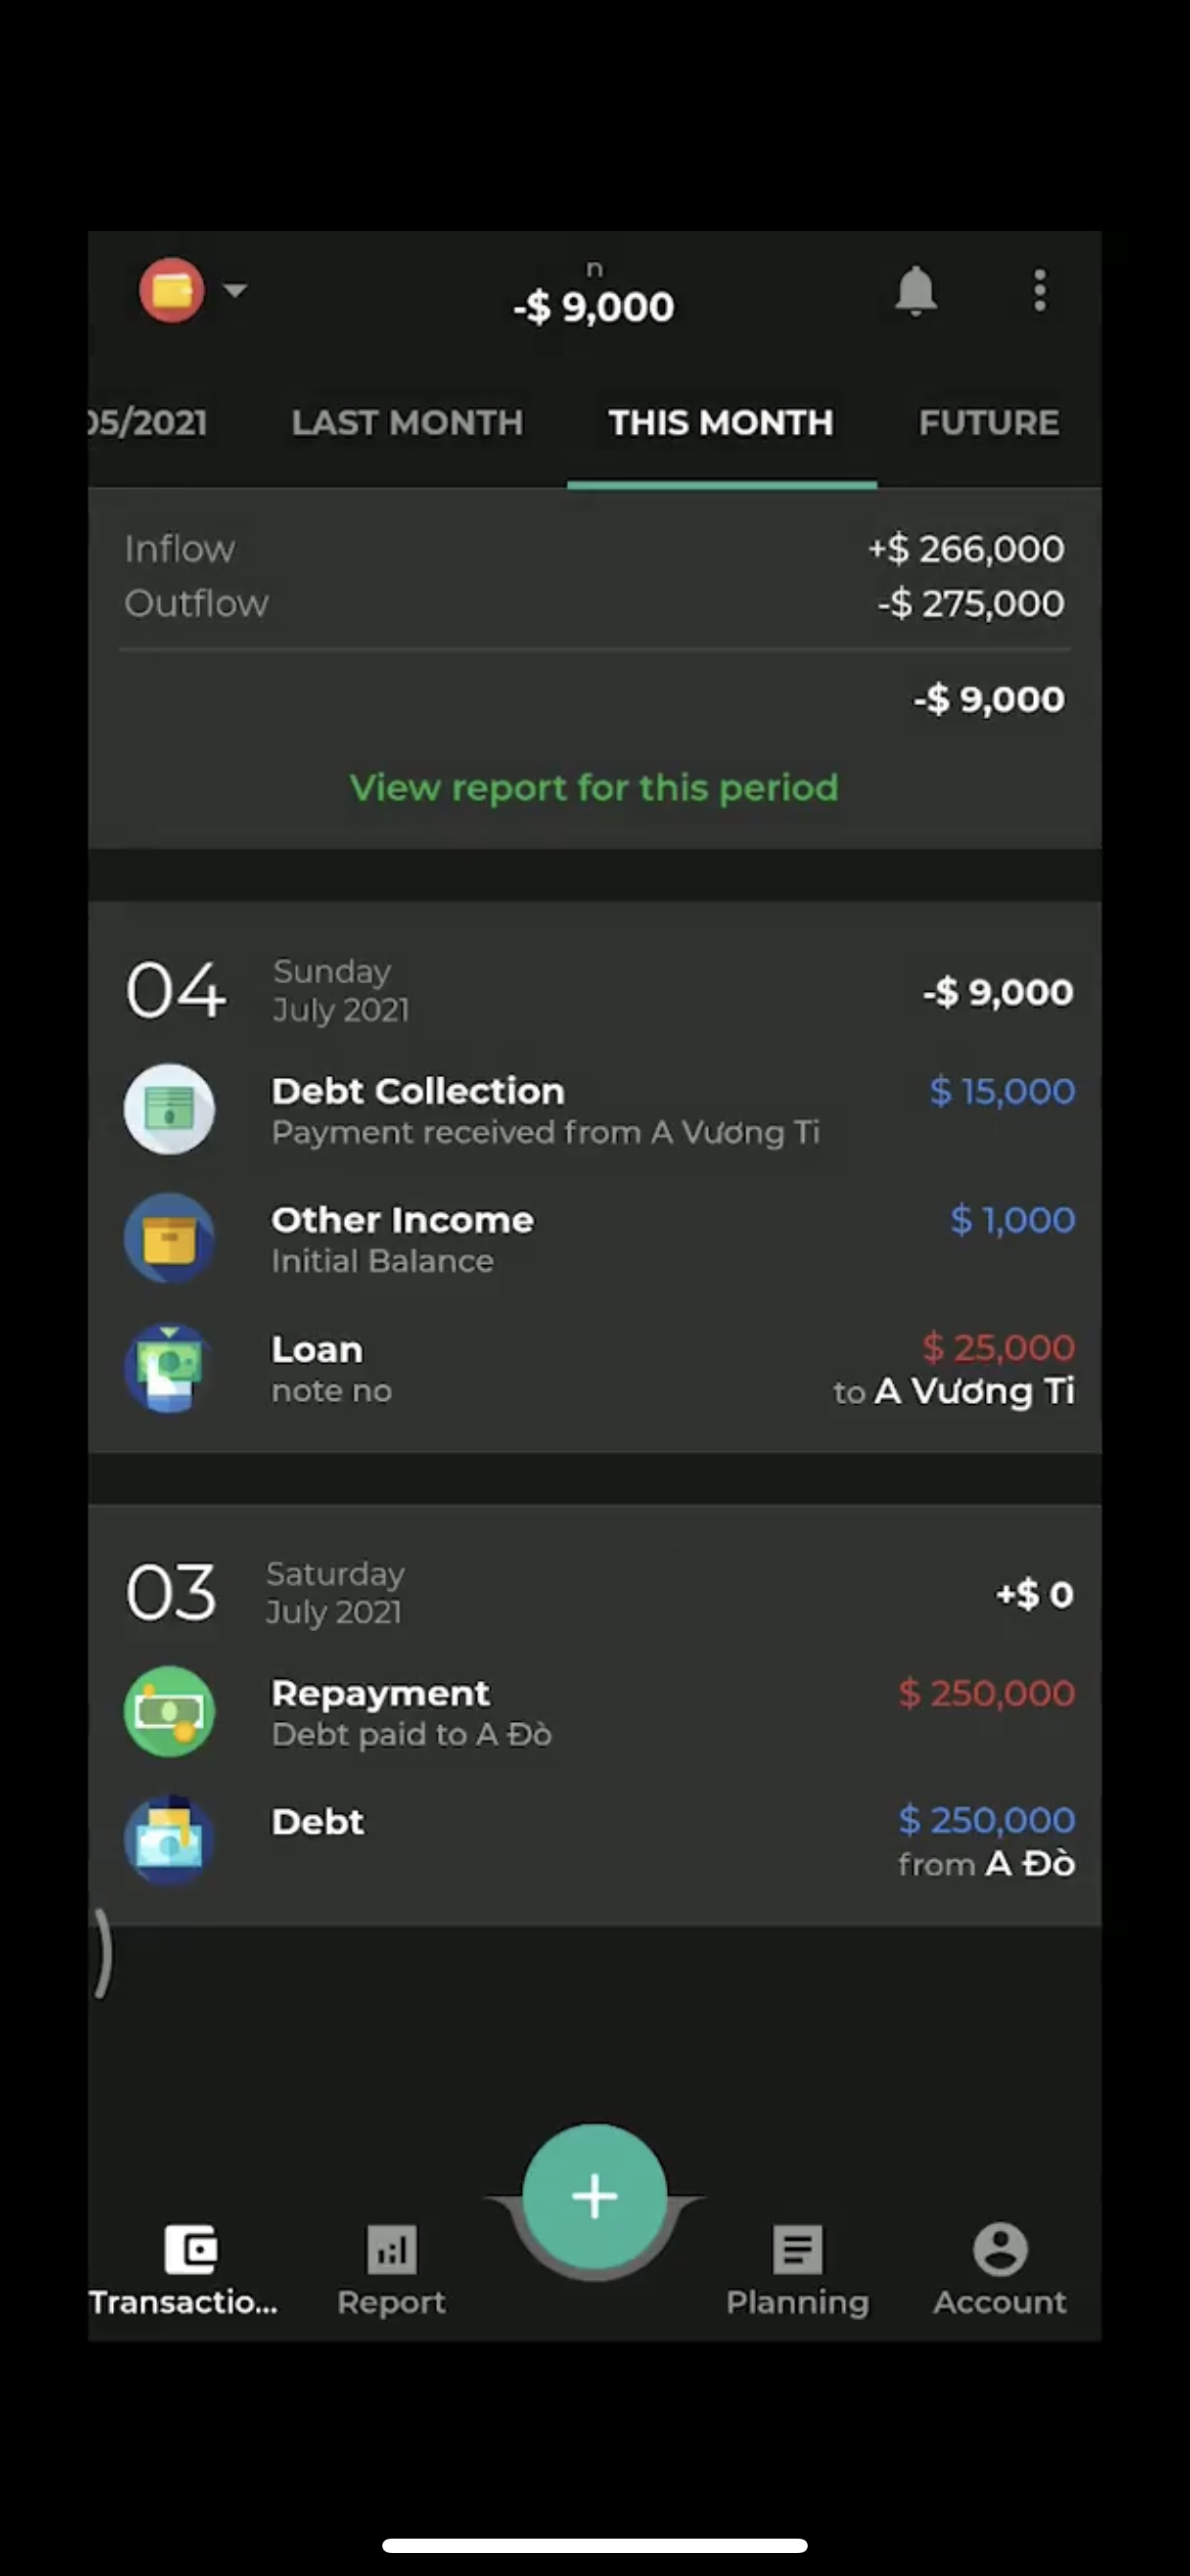 n
-$ 9,000
05/2021 LAST MONTH THIS MONTH FUTURE
Inflow +$ 266,000
Outflow -$ 275,000
-$ 9,000
View report for this period
04 Sunday
July 2021
-$ 9,000
Debt Collection $ 15,000
Payment received from A Vương Ti
Other Income $ 1,000
Initial Balance
Loan $ 25,000
note no to A Vương Ti
03 Saturday
July 2021
+$ 0
Repayment $ 250,000
Debt paid to A Đò
Debt $ 250,000
from A Đò
Transactio... Report Planning Account